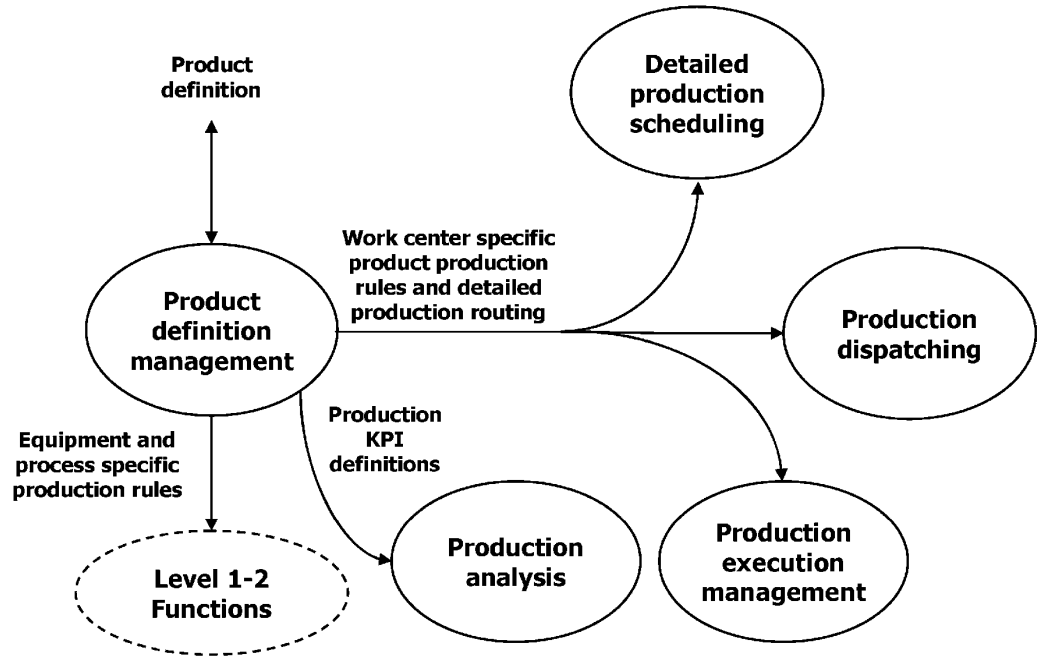 Product
definition
Detailed
production
scheduling
Work center specific
product production
rules and detailed
production routing
Product
definition
management
Production
dispatching
Production
KPI
definitions
Equipment and
process specific
production rules
Production
analysis
Production
execution
management
Level 1-2
Functions